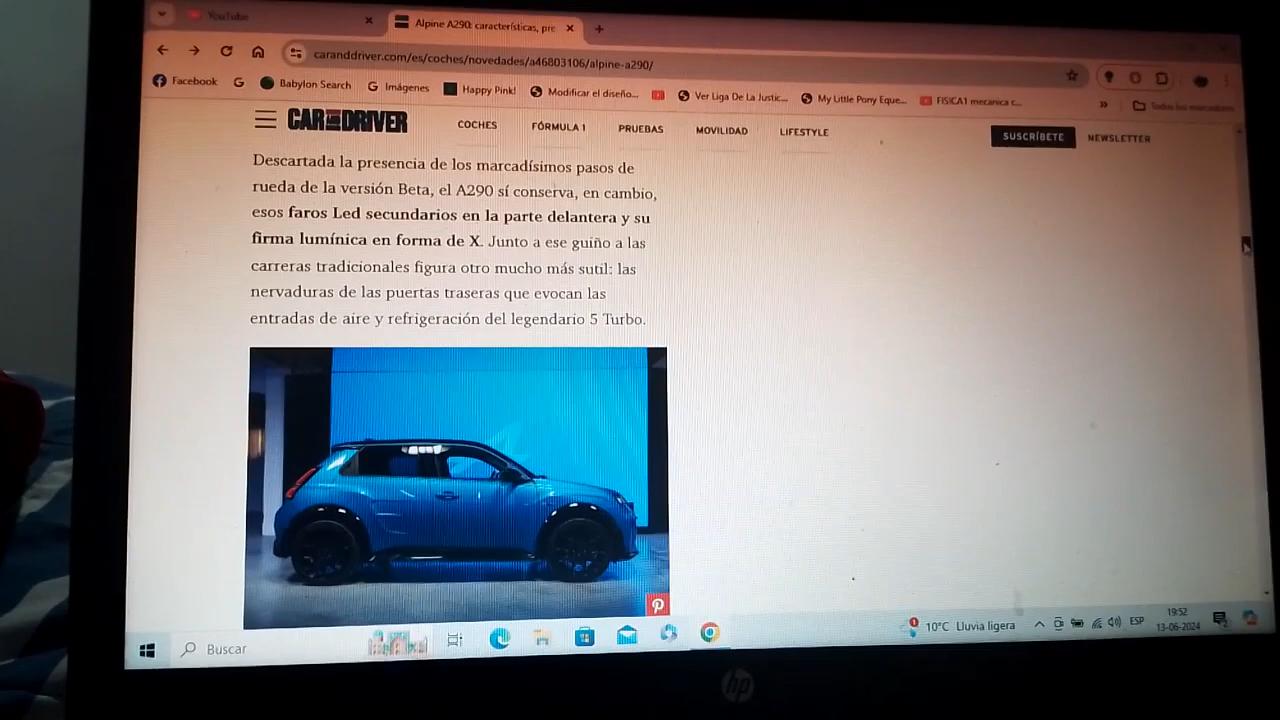 YouTube
Alpine A290: características, pre
caranddriver.com/es/coches/novedades/a46803106/alpine-a290/
Facebook
Babylon Search
Imágenes
Happy Pink!
Modificar el diseño...
Ver Liga De La Justic...
My Little Pony Eque...
FISICA1 mecanica c...
»
Todos los marcadores
CAR AND DRIVER
COCHES
FÓRMULA 1
PRUEBAS
MOVILIDAD
LIFESTYLE
SUSCRÍBETE
NEWSLETTER
Descartada la presencia de los marcadísimos pasos de
rueda de la versión Beta, el A290 sí conserva, en cambio,
esos faros Led secundarios en la parte delantera y su
firma lumínica en forma de X. Junto a ese guiño a las
carreras tradicionales figura otro mucho más sutil: las
nervaduras de las puertas traseras que evocan las
entradas de aire y refrigeración del legendario 5 Turbo.
Buscar
10°C Lluvia ligera
ESP
19:52
13-06-2024
hp